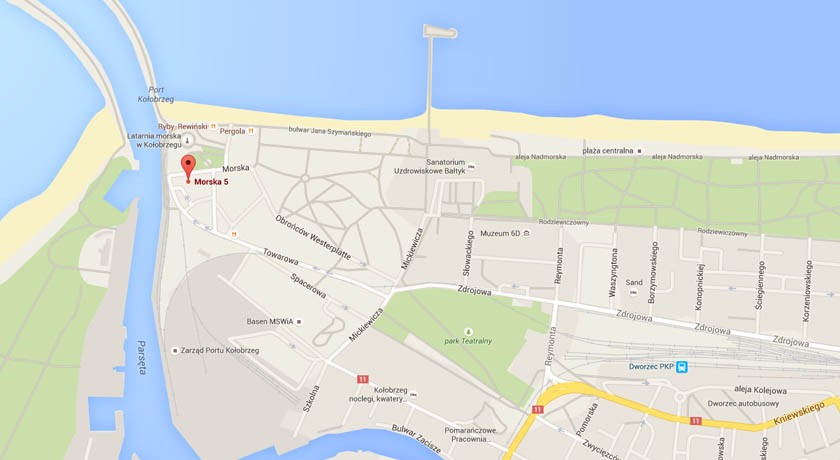 Port
Kołobrzeg
Ryby Rewiński
Pergola
bulwar Jana Szymańskiego
Latarnia morska
w Kołobrzegu
Morska
Morska 5
Sanatorium
Uzdrowiskowe Bałtyk
aleja Nadmorska
plaża centralna
aleja Nadmorska
aleja Nadmorska
Obrońców Westerplatte
Mickiewicza
Słowackiego
Muzeum 6D
Rodziewiczówny
Rodziewiczówny
Towarowa
Spacerowa
Zdrojowa
Reymonta
Waszyngtona
Borzymowskiego
Sand
Konopnickiej
Ściegiennego
Korzeniowskiego
Basen MSWiA
Mickiewicza
park Teatralny
Zdrojowa
Zdrojowa
Zdrojowa
Zarząd Portu Kołobrzeg
Parsęta
Reymonta
Dworzec PKP
11
Szkolna
Kołobrzeg
noclegi, kwatery...
aleja Kolejowa
Dworzec autobusowy
Kniewskiego
11
11
Pomorska
Bulwar Zacisze
Pomarańczowe.
Pracownia...
Zwycięzców